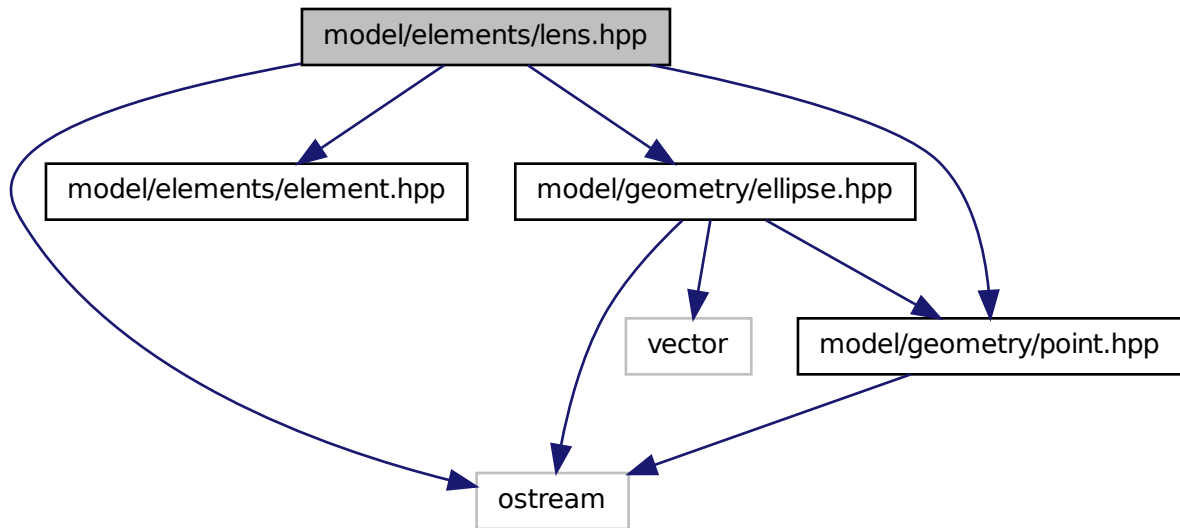 model/elements/lens.hpp
model/elements/element.hpp
model/geometry/ellipse.hpp
vector
model/geometry/point.hpp
ostream